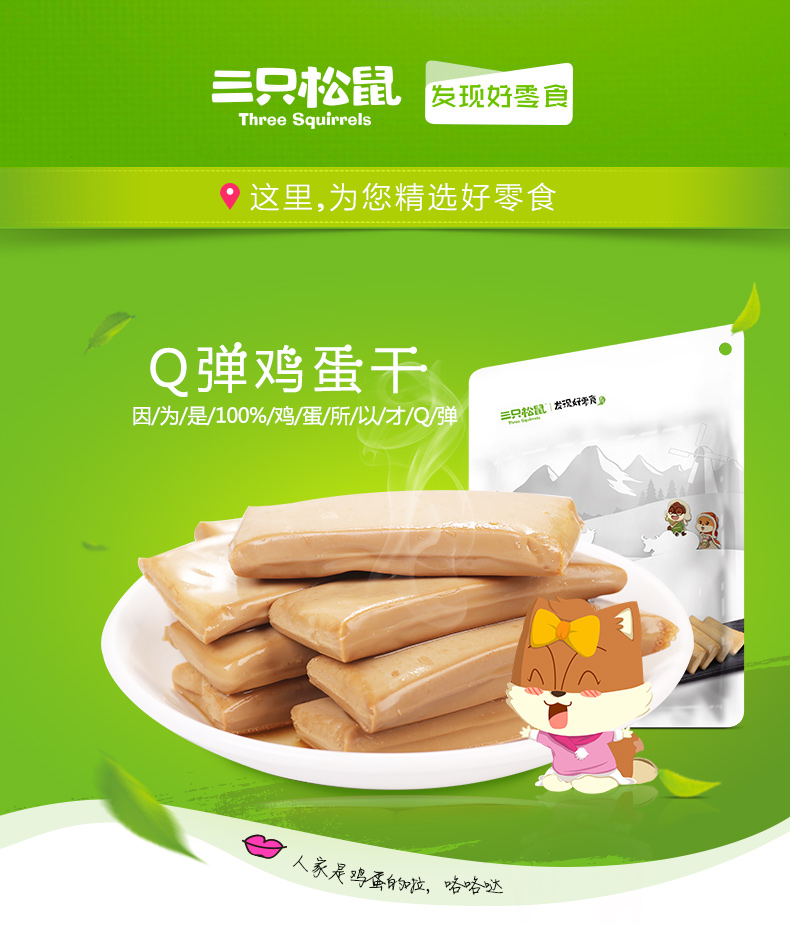 三只松鼠
Three Squirrels
发现好零食
这里,为您精选好零食
Q弹鸡蛋干
因/为/是/100%/鸡/蛋/所/以/才/Q/弹
三只松鼠 | 发现好零食
Three Squirrels
人家是鸡蛋的啦，咯咯哒